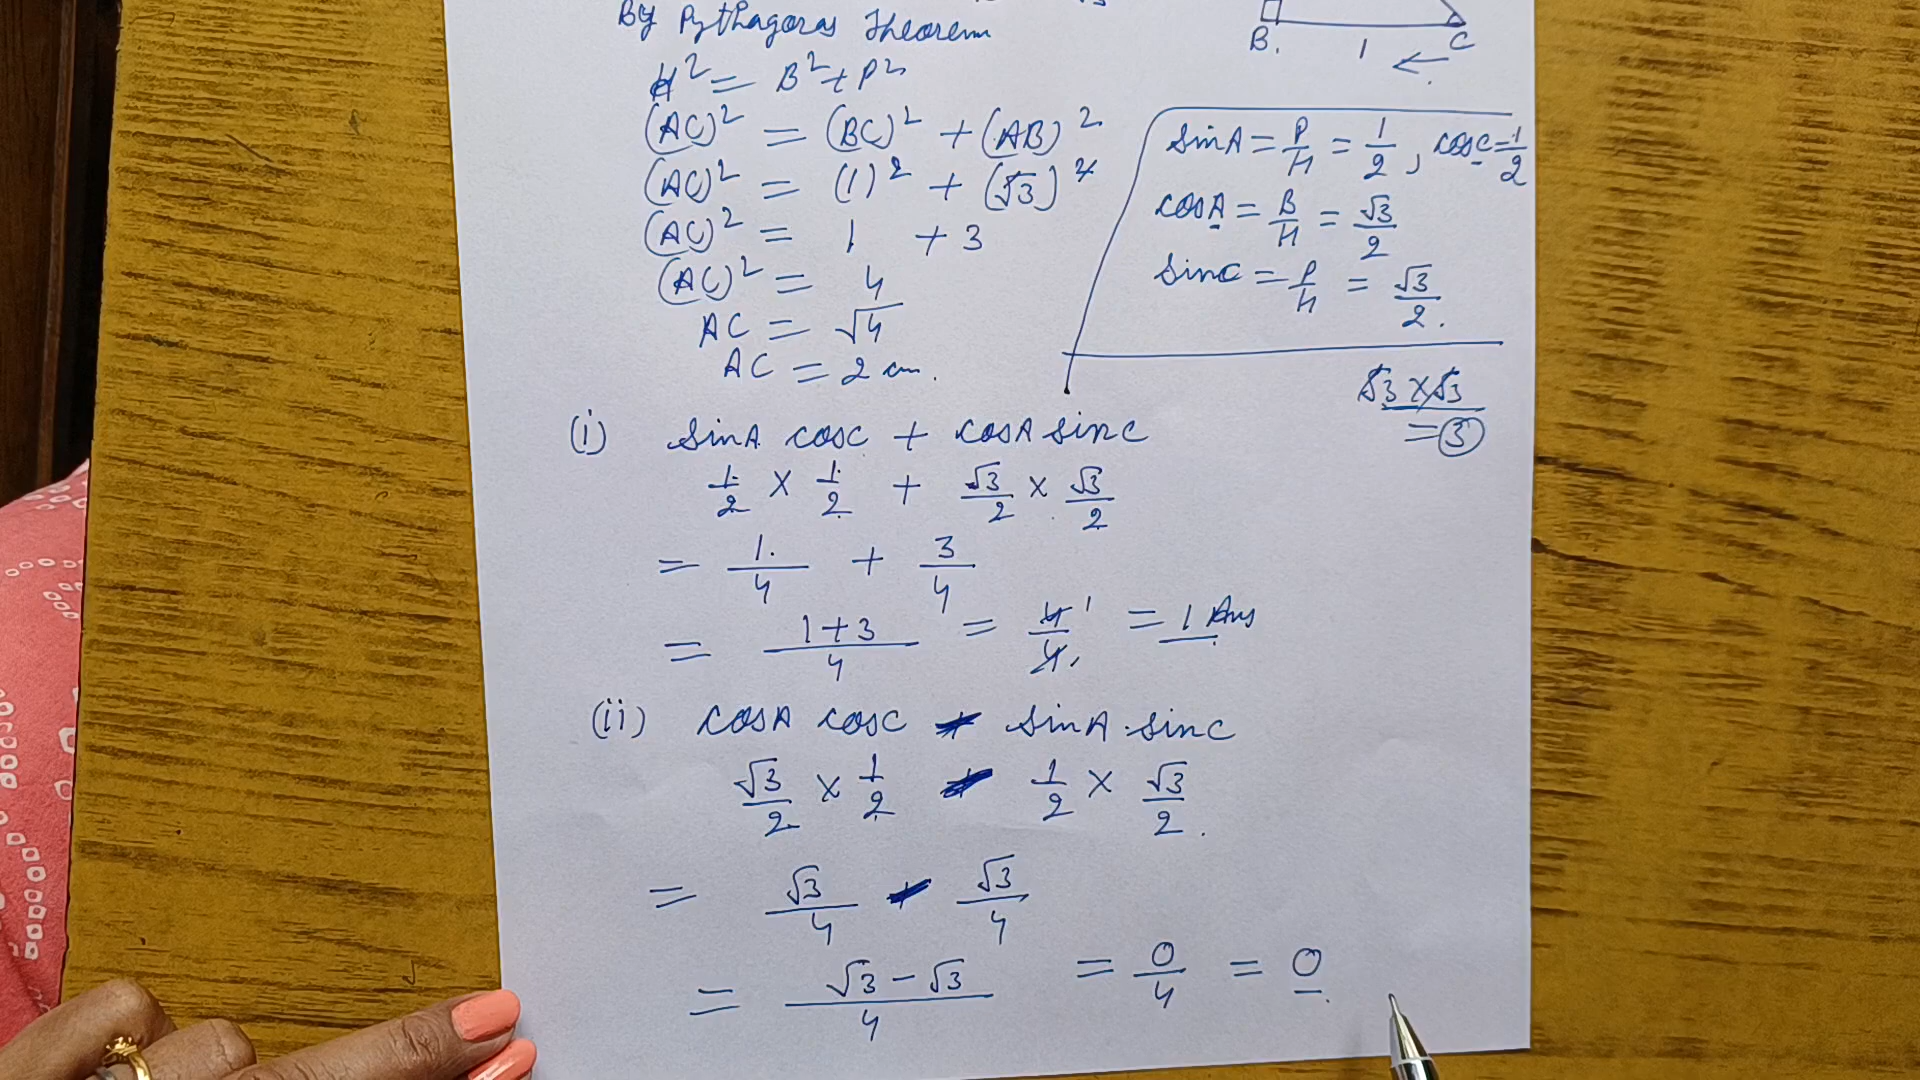 By Pythagoras Theorem
H² = B² + P²
(AC)² = (BC)² + (AB)²
(AC)² = (1)² + (√3)²
(AC)² = 1 + 3
(AC)² = 4
AC = √4
AC = 2 cm.
B. 1 C
sinA = P/H = 1/2, cosC = 1/2
cosA = B/H = √3/2
sinC = P/H = √3/2.
√3 × √3
= 3
(i) sinA cosC + cosA sinC
1/2 × 1/2 + √3/2 × √3/2
= 1/4 + 3/4
= 1+3/4 = 4/4 = 1 Ans
(ii) cosA cosC - sinA . sinC
√3/2 × 1/2 - 1/2 × √3/2.
= √3/4 - √3/4
= √3 - √3/4 = 0/4 = 0